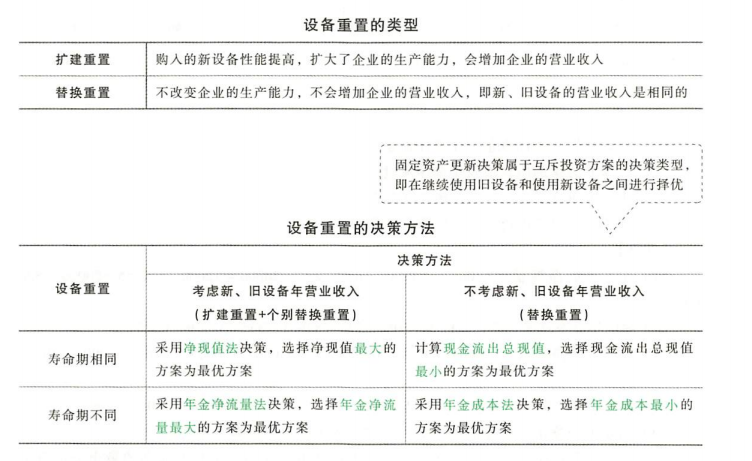 设备重置的类型
扩建重置 购入的新设备性能提高，扩大了企业的生产能力，会增加企业的营业收入
替换重置 不改变企业的生产能力，不会增加企业的营业收入，即新、旧设备的营业收入是相同的
固定资产更新决策属于互斥投资方案的决策类型，
即在继续使用旧设备和使用新设备之间进行择优
设备重置的决策方法
设备重置
决策方法
考虑新、旧设备年营业收入
（扩建重置+个别替换重置）
不考虑新、旧设备年营业收入
（替换重置）
寿命期相同
采用净现值法决策，选择净现值最大的
方案为最优方案
计算现金流出总现值，选择现金流出总现值
最小的方案为最优方案
寿命期不同
采用年金净流量法决策，选择年金净流
量最大的方案为最优方案
采用年金成本法决策，选择年金成本最小的
方案为最优方案